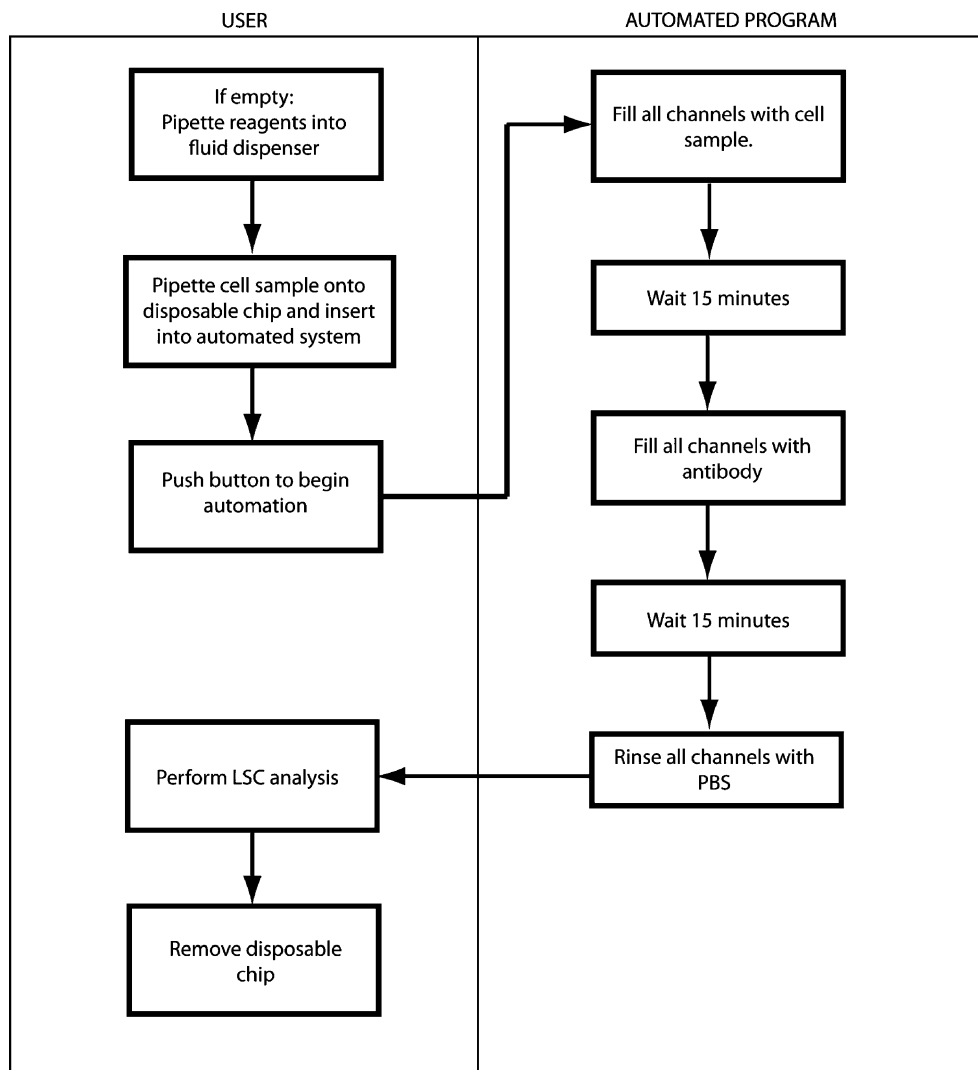 USER
AUTOMATED PROGRAM
If empty:
Pipette reagents into
fluid dispenser
Pipette cell sample onto
disposable chip and insert
into automated system
Push button to begin
automation
Fill all channels with cell
sample.
Wait 15 minutes
Fill all channels with
antibody
Wait 15 minutes
Rinse all channels with
PBS
Perform LSC analysis
Remove disposable
chip